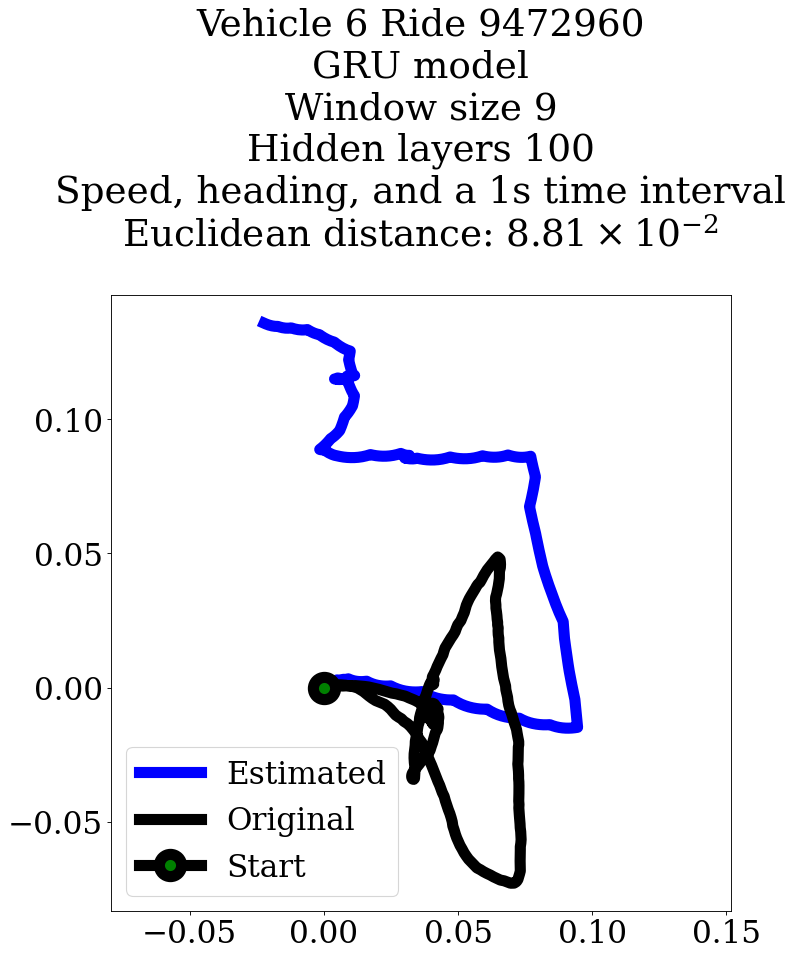 Vehicle 6 Ride 9472960
GRU model
Window size 9
Hidden layers 100
Speed, heading, and a 1s time interval
Euclidean distance: 8.81 × 10⁻²
0.10
0.05
0.00
−0.05
Estimated
Original
Start
−0.05 0.00 0.05 0.10 0.15